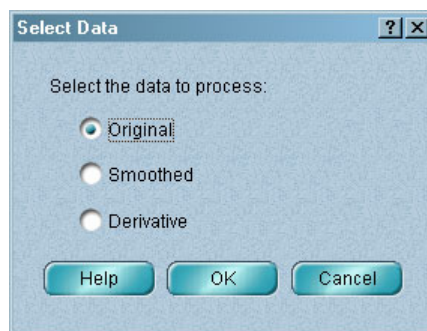 Select Data
Select the data to process:
Original
Smoothed
Derivative
Help OK Cancel